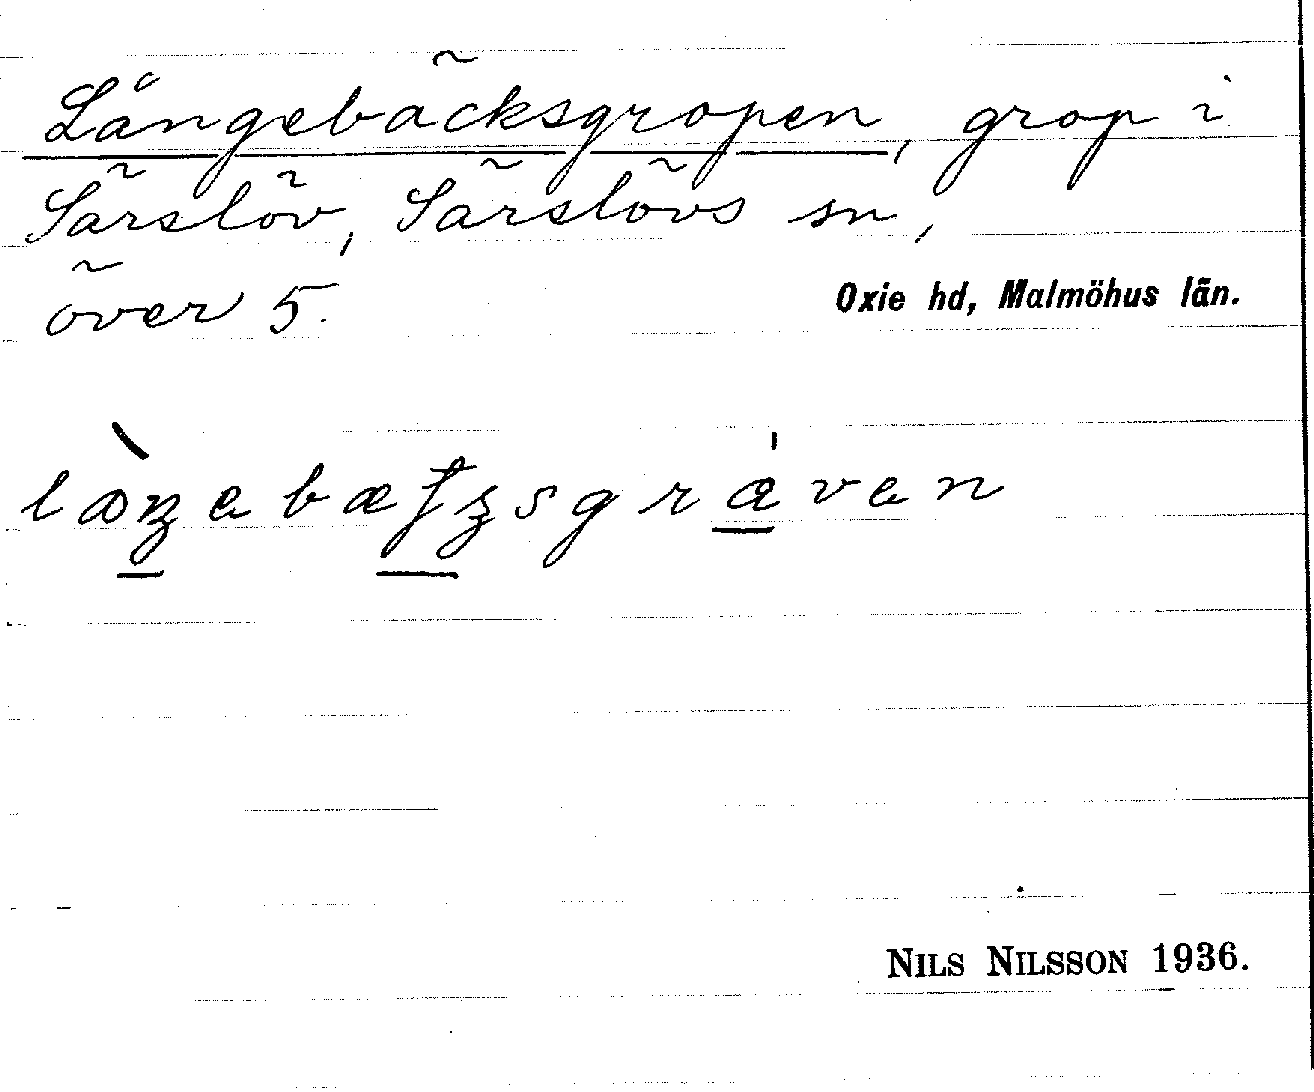 Långebäcksgropen, grop i
Särslöv, Särslövs sn,
över 5.
Oxie hd, Malmöhus län.
NILS NILSSON 1936.